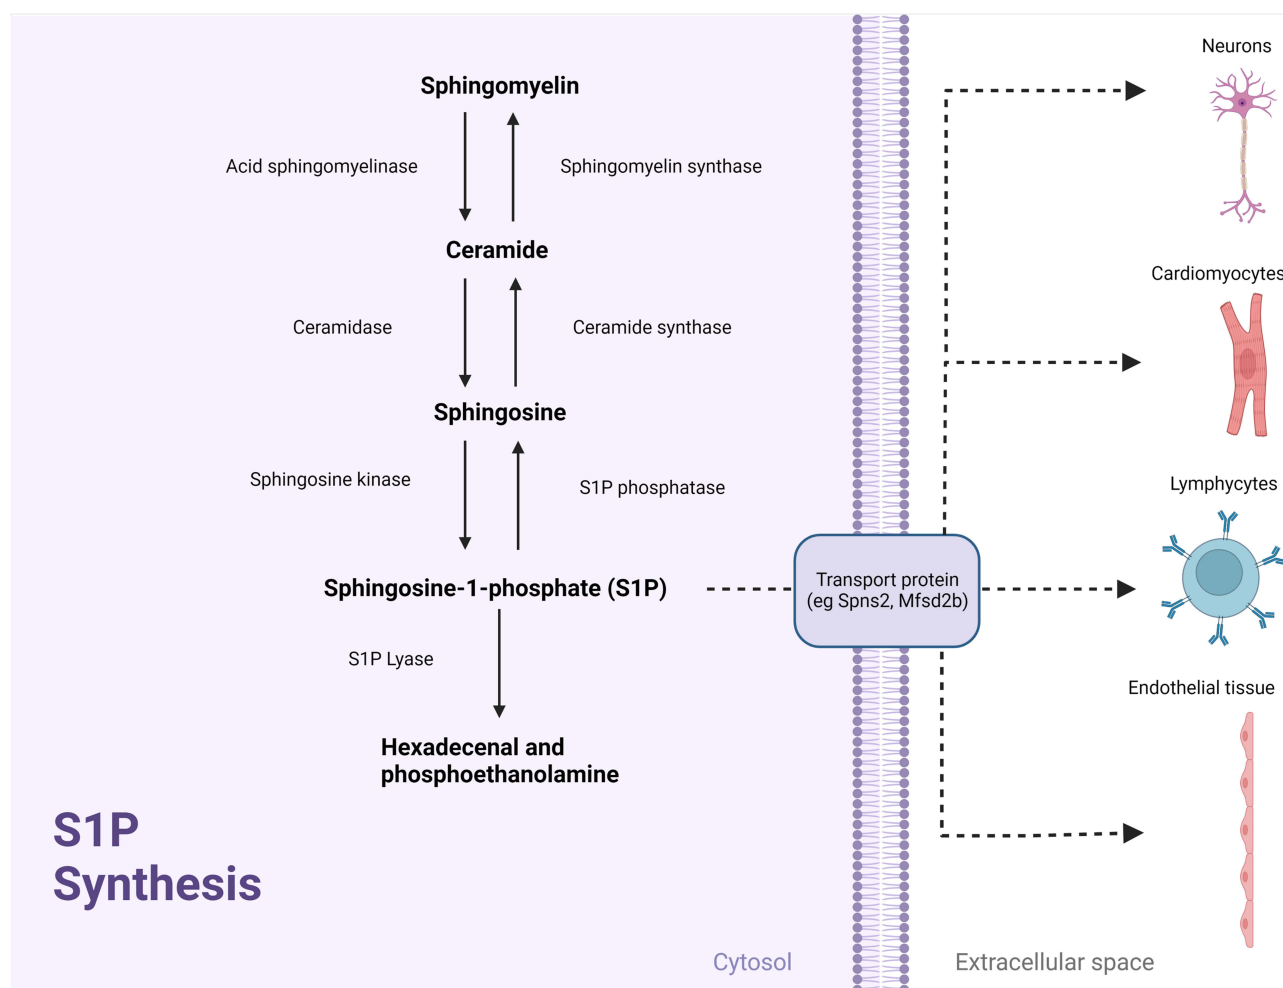 Sphingomyelin
Acid sphingomyelinase
Sphingomyelin synthase
Ceramide
Ceramidase
Ceramide synthase
Sphingosine
Sphingosine kinase
S1P phosphatase
Sphingosine-1-phosphate (S1P)
S1P Lyase
Hexadecenal and
phosphoethanolamine
S1P
Synthesis
Cytosol
Transport protein
(eg Spns2, Mfsd2b)
Neurons
Cardiomyocytes
Lymphycytes
Endothelial tissue
Extracellular space